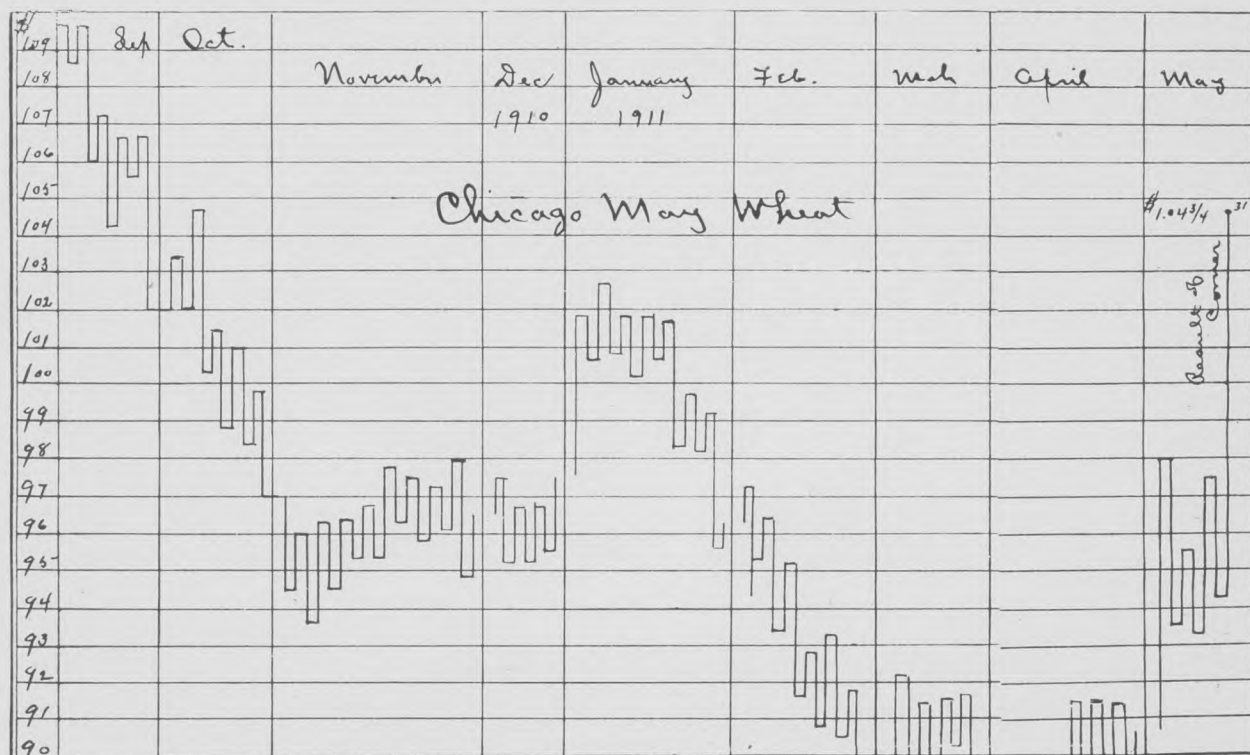 $
109 Sep Oct.
108 November Dec January Feb. Mch April May
107 1910 1911
106
105
Chicago May Wheat
104 $1.04 3/4 31
103
102
101
100
Result of
Corner
99
98
97
96
95
94
93
92
91
90